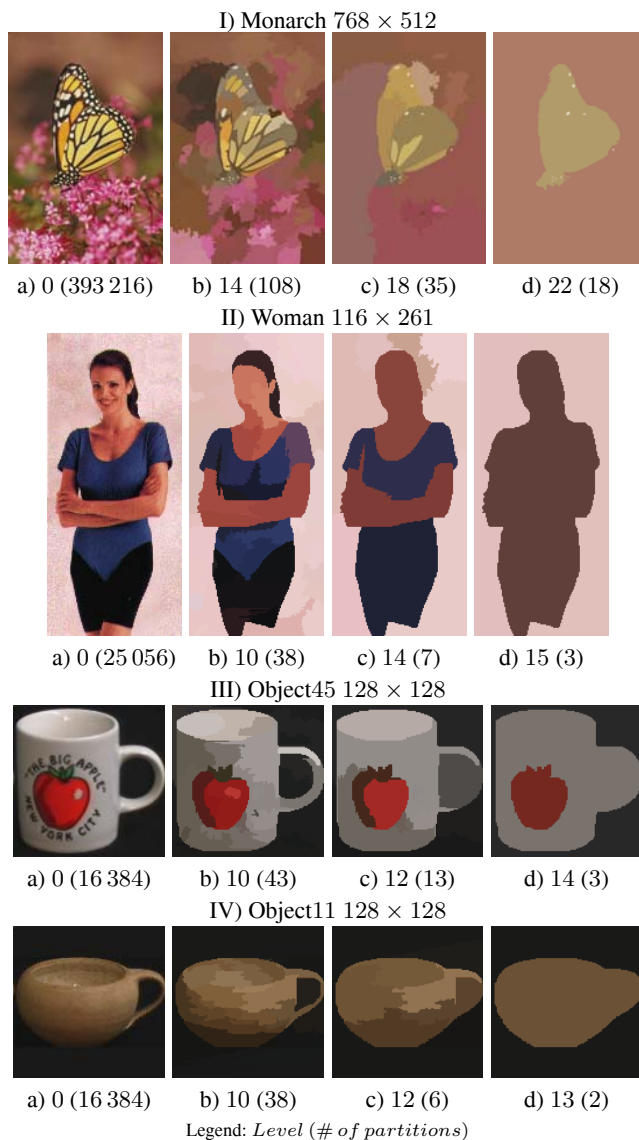 I) Monarch 768 × 512
a) 0 (393 216) b) 14 (108) c) 18 (35) d) 22 (18)
II) Woman 116 × 261
a) 0 (25 056) b) 10 (38) c) 14 (7) d) 15 (3)
III) Object45 128 × 128
"THE BIG APPLE"
NEW YORK CITY
a) 0 (16 384) b) 10 (43) c) 12 (13) d) 14 (3)
IV) Object11 128 × 128
a) 0 (16 384) b) 10 (38) c) 12 (6) d) 13 (2)
Legend: Level (# of partitions)